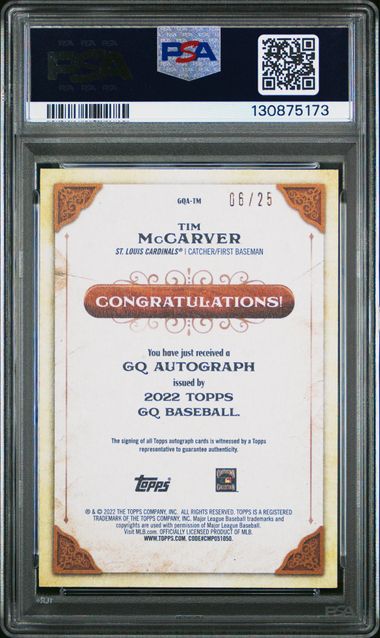 PSA
PSA
130875173
GQA-TM
06/25
TIM
McCARVER
ST. LOUIS CARDINALS® | CATCHER/FIRST BASEMAN
CONGRATULATIONS!
You have just received a
GQ AUTOGRAPH
issued by
2022 TOPPS
GQ BASEBALL.
The signing of all Topps autograph cards is witnessed by a Topps
representative to guarantee authenticity.
Topps
® & © 2022 THE TOPPS COMPANY, INC. ALL RIGHTS RESERVED. TOPPS IS A REGISTERED
TRADEMARK OF THE TOPPS COMPANY, INC. Major League Baseball trademarks and
copyrights are used with permission of Major League Baseball.
Visit MLB.com. OFFICIALLY LICENSED PRODUCT OF MLB.
WWW.TOPPS.COM. CODE#CMP051050.
PSA